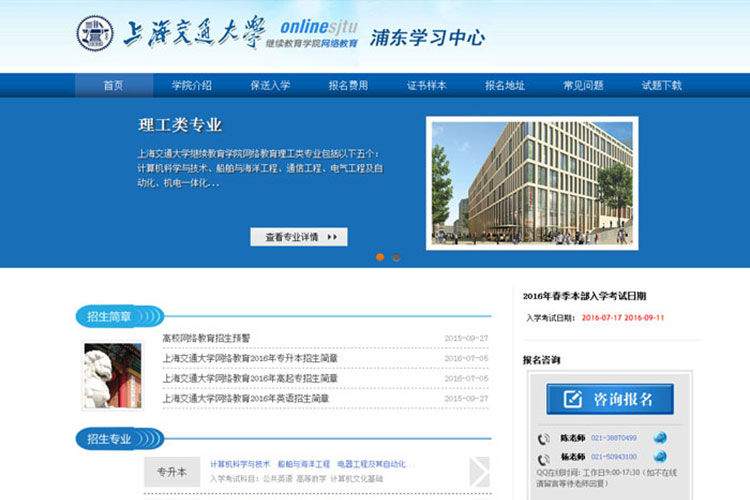 上海交通大學
onlinesjtu
继续教育学院网络教育
浦东学习中心
首页 学院介绍 保送入学 报名费用 证书样本 报名地址 常见问题 试题下载
理工类专业
上海交通大学继续教育学院网络教育理工类专业包括以下五个：
计算机科学与技术、船舶与海洋工程、通信工程、电气工程及自
动化、机电一体化...
查看专业详情
招生简章
高校网络教育招生预警 2015-09-27
上海交通大学网络教育2016年专升本招生简章 2016-07-05
上海交通大学网络教育2016年高起专招生简章 2016-07-05
上海交通大学网络教育2016年英语招生简章 2015-09-27
招生专业
专升本
计算机科学与技术 船舶与海洋工程 电器工程及其自动化...
入学考试科目：公共英语 高等数学 计算机文化基础
2016年春季本部入学考试日期
入学考试日期： 2016-07-17 2016-09-11
报名咨询
咨询报名
陈老师 021-38870499
杨老师 021-50943100
QQ在线时间：工作日9:00-17:30（如不在线
请留言等待老师回复）